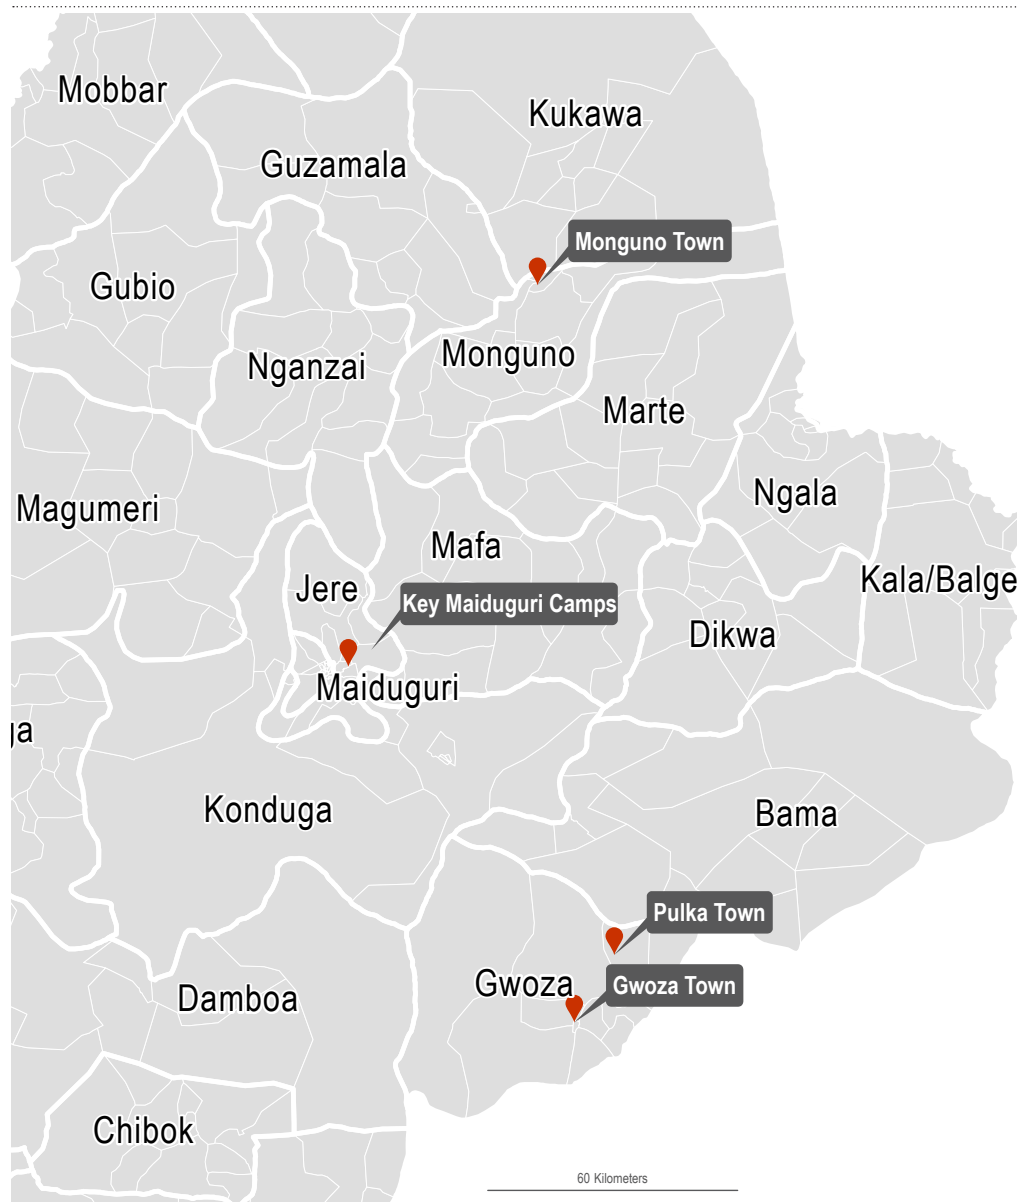 Mobbar
Kukawa
Guzamala
Monguno Town
Gubio
Nganzai
Monguno
Marte
Magumeri
Ngala
Mafa
Jere
Kala/Balge
Key Maiduguri Camps
Dikwa
Maiduguri
ga
Konduga
Bama
Pulka Town
Gwoza
Gwoza Town
Damboa
Chibok
60 Kilometers